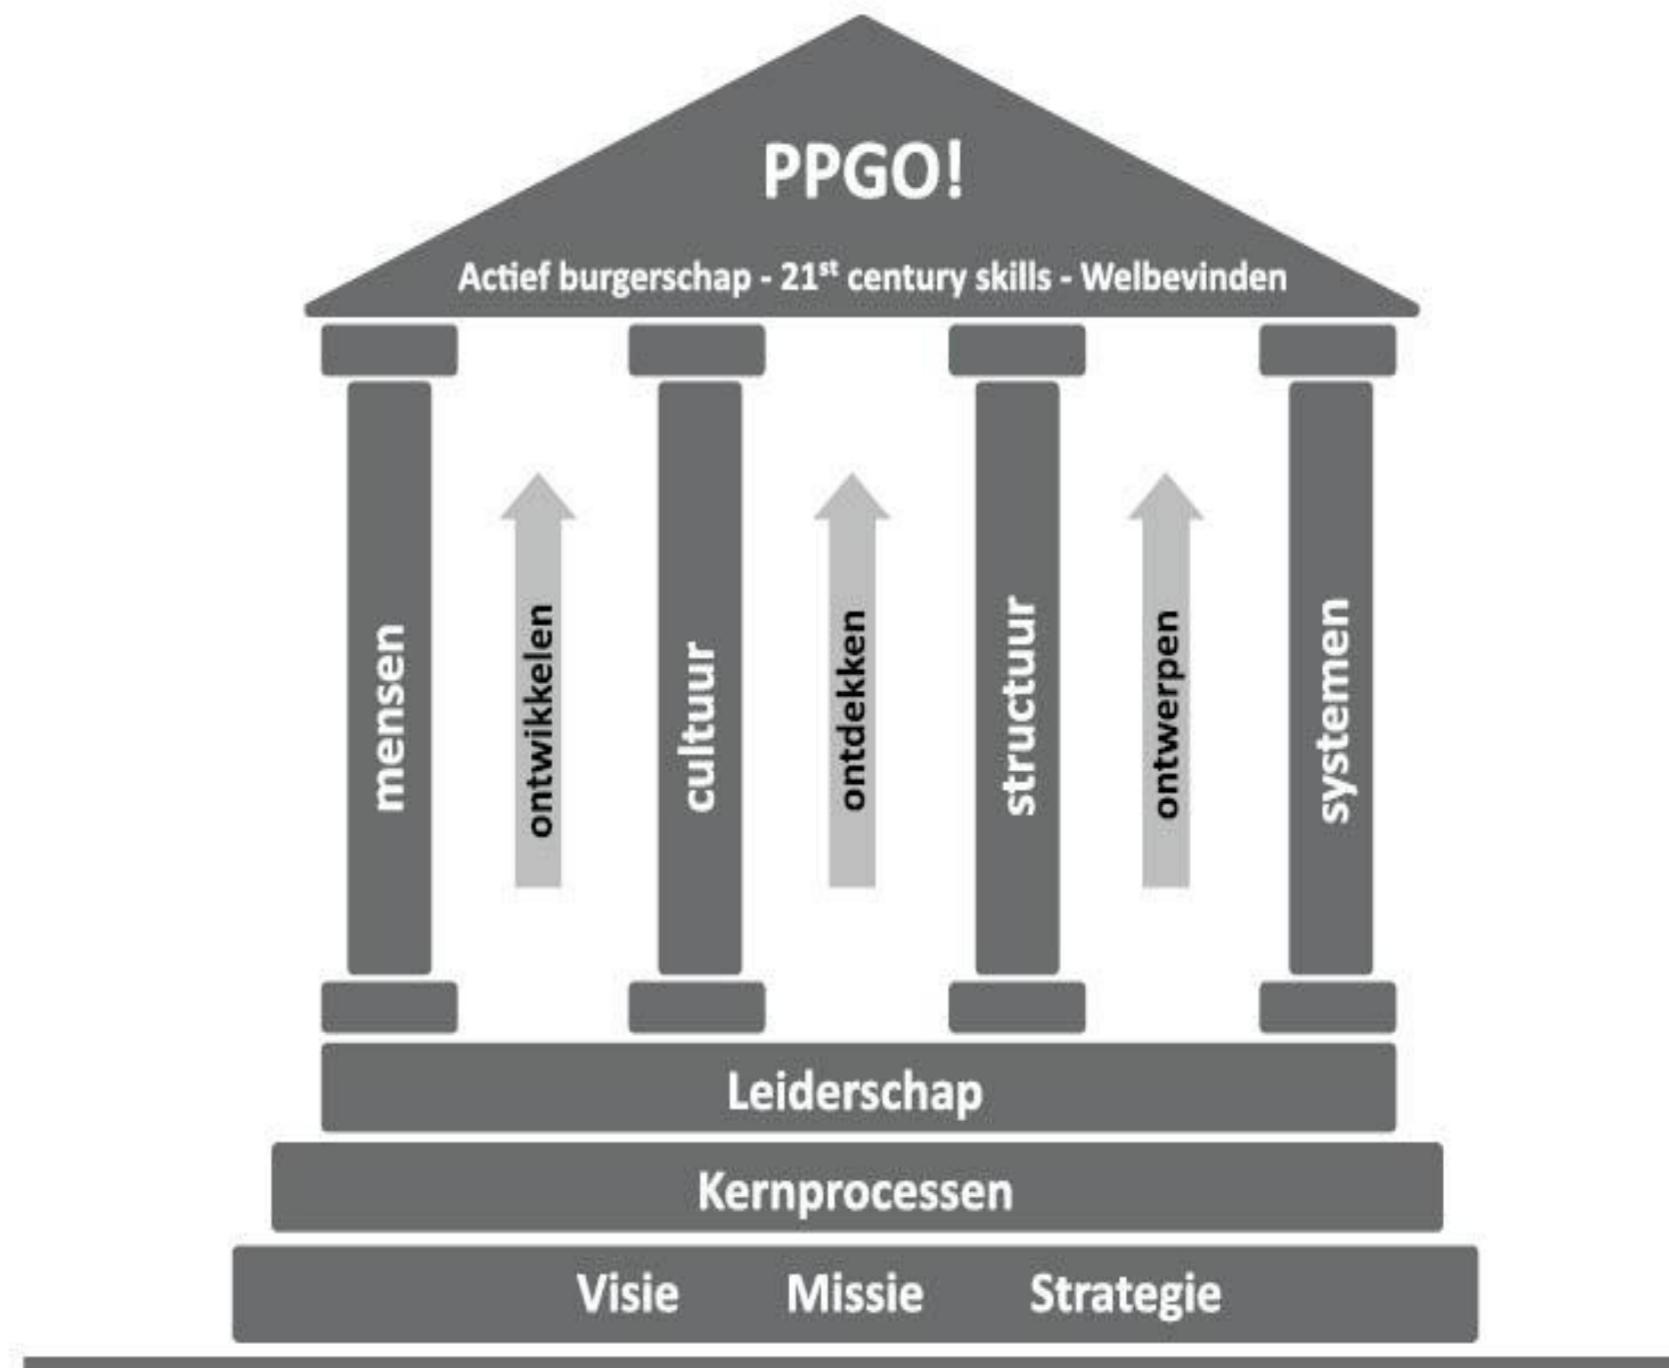 PPGO!
Actief burgerschap - 21st century skills - Welbevinden
mensen
ontwikkelen
cultuur
ontdekken
structuur
ontwerpen
systemen
Leiderschap
Kernprocessen
Visie Missie Strategie